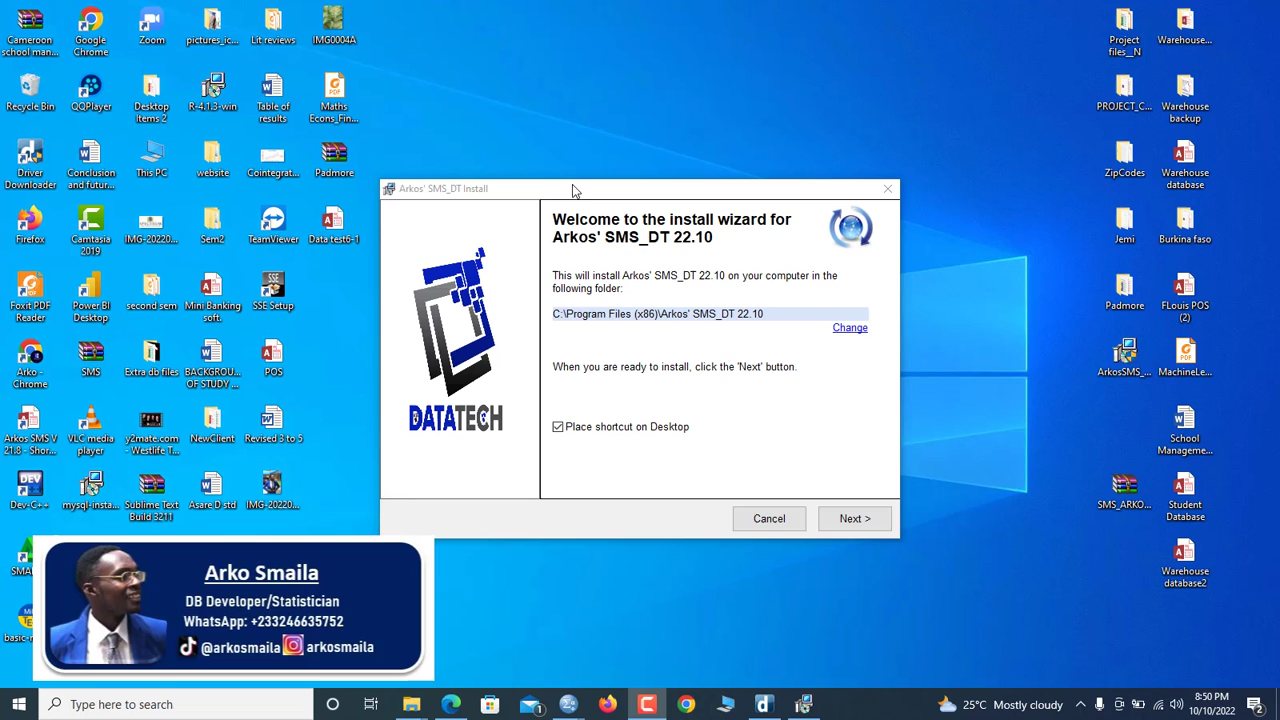 Cameroon
school man...
Google
Chrome
Zoom
pictures_ic...
Lit reviews
IMG0004A
Recycle Bin
QQPlayer
Desktop
Items 2
R-4.1.3-win
Table of
results
Maths
Econs_Fin...
Driver
Downloader
Conclusion
and futur...
This PC
website
Cointegrat...
Padmore
Firefox
Camtasia
2019
IMG-20220...
Sem2
TeamViewer
Data test6-1
Foxit PDF
Reader
Power BI
Desktop
second sem
Mini Banking
soft.
SSE Setup
Arko -
Chrome
SMS
Extra db files
BACKGROU...
OF STUDY ...
POS
Arkos SMS V
21.8 - Shor...
VLC media
player
y2mate.com
- Westlife T...
NewClient
Revised 3 to 5
Dev-C++
mysql-insta...
Sublime Text
Build 3211
Asare D std
IMG-20220...
Project
files__N
Warehouse...
PROJECT_C...
Warehouse
backup
ZipCodes
Warehouse
database
Jemi
Burkina faso
Padmore
FLouis POS
(2)
ArkosSMS_...
MachineLe...
School
Manageme...
SMS_ARKO...
Student
Database
Warehouse
database2
Arkos' SMS_DT Install
DATATECH
Welcome to the install wizard for
Arkos' SMS_DT 22.10
This will install Arkos' SMS_DT 22.10 on your computer in the
following folder:
C:\Program Files (x86)\Arkos' SMS_DT 22.10
Change
When you are ready to install, click the 'Next' button.
Place shortcut on Desktop
Cancel
Next >
Arko Smaila
DB Developer/Statistician
WhatsApp: +233246635752
@arkosmaila
arkosmaila
Type here to search
25°C Mostly cloudy
8:50 PM
10/10/2022